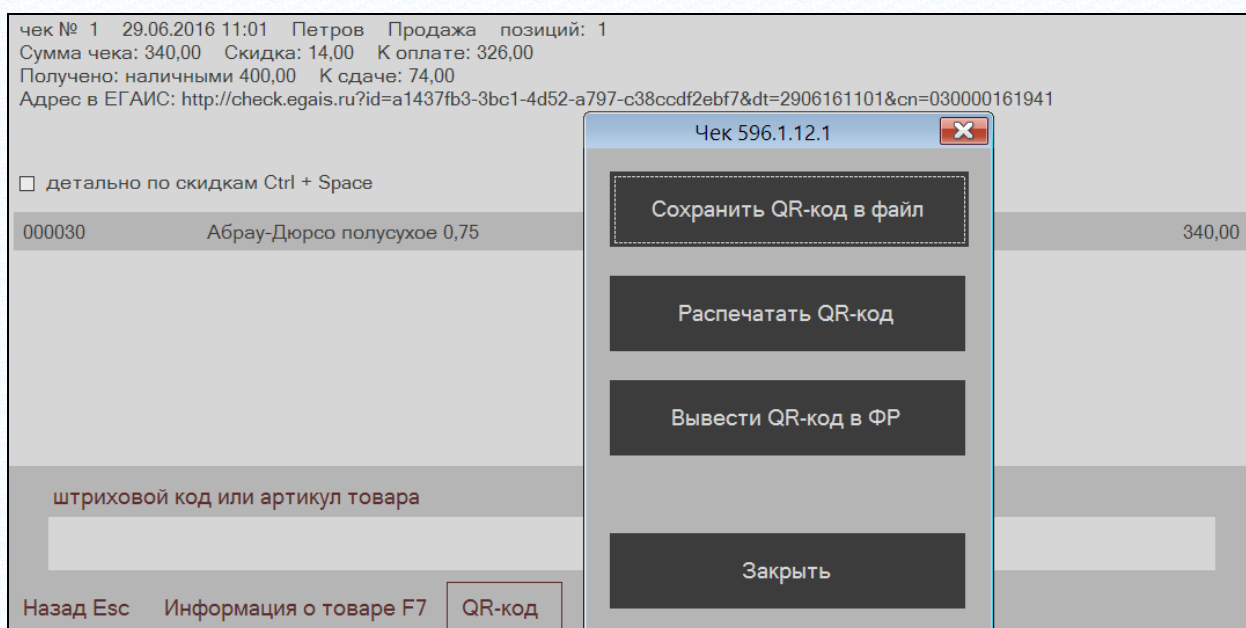 чек № 1 29.06.2016 11:01 Петров Продажа позиций: 1
Сумма чека: 340,00 Скидка: 14,00 К оплате: 326,00
Получено: наличными 400,00 К сдаче: 74,00
Адрес в ЕГАИС: http://check.egais.ru?id=a1437fb3-3bc1-4d52-a797-c38ccdf2ebf7&dt=2906161101&cn=030000161941
Чек 596.1.12.1
детально по скидкам Ctrl + Space
Сохранить QR-код в файл
000030 Абрау-Дюрсо полусухое 0,75 340,00
Распечатать QR-код
Вывести QR-код в ФР
штриховой код или артикул товара
Закрыть
Назад Esc Информация о товаре F7 QR-код